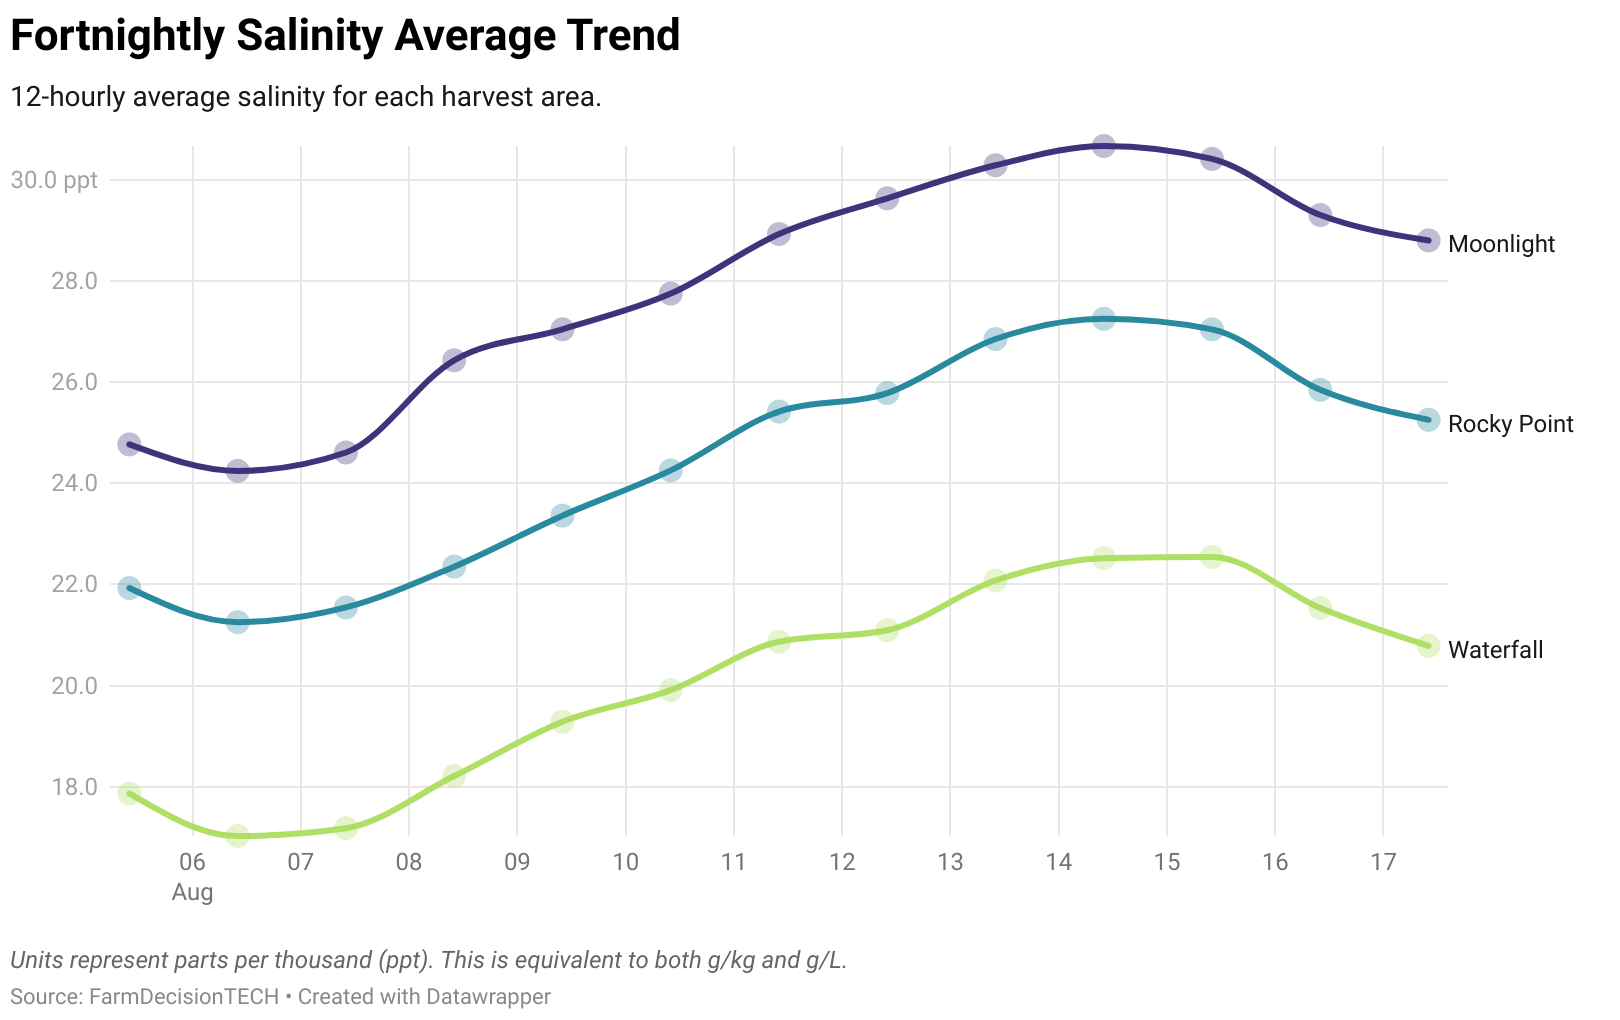 Fortnightly Salinity Average Trend
12-hourly average salinity for each harvest area.
30.0 ppt
28.0
26.0
24.0
22.0
20.0
18.0
Moonlight
Rocky Point
Waterfall
06 07 08 09 10 11 12 13 14 15 16 17
Aug
Units represent parts per thousand (ppt). This is equivalent to both g/kg and g/L.
Source: FarmDecisionTECH • Created with Datawrapper